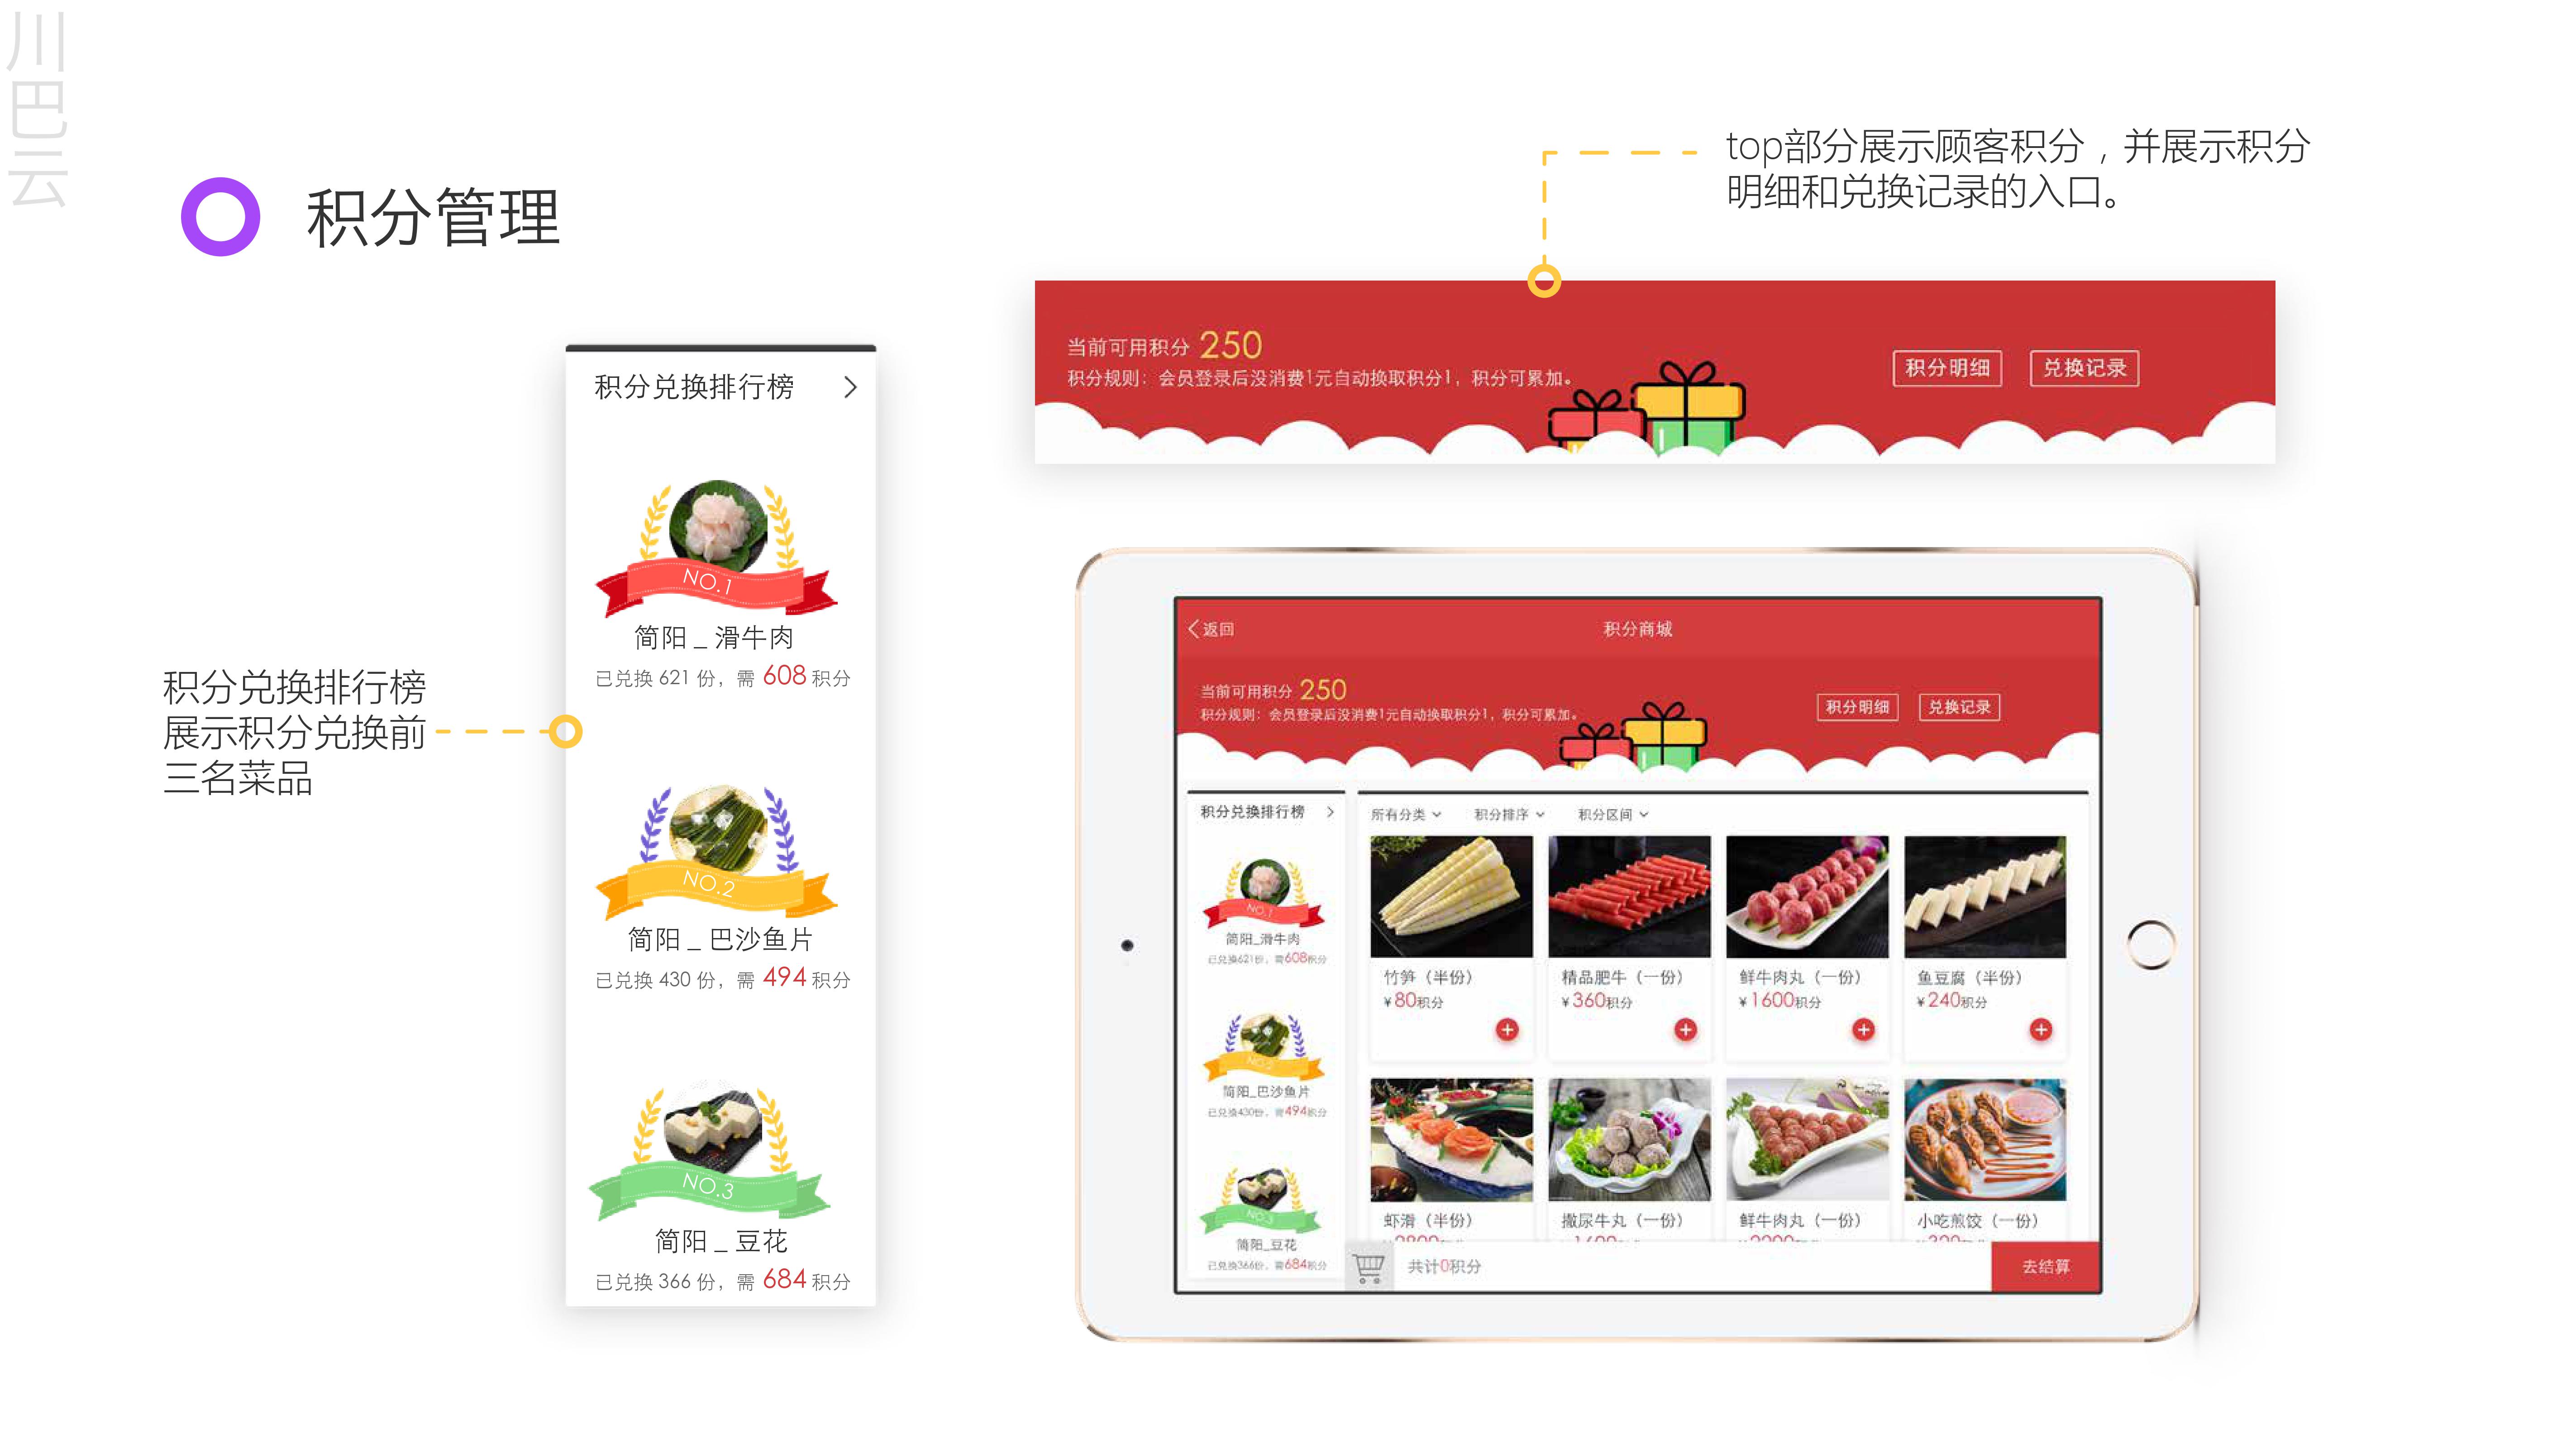 川巴云
积分管理
top部分展示顾客积分，并展示积分
明细和兑换记录的入口。
当前可用积分 250
积分规则：会员登录后没消费1元自动换取积分1，积分可累加。
积分明细
兑换记录
积分兑换排行榜
NO.1
简阳_滑牛肉
已兑换 621 份，需 608 积分
NO.2
简阳_巴沙鱼片
已兑换 430 份，需 494 积分
NO.3
简阳_豆花
已兑换 366 份，需 684 积分
积分兑换排行榜
展示积分兑换前
三名菜品
返回
积分商城
当前可用积分 250
积分规则：会员登录后没消费1元自动换取积分1，积分可累加。
积分明细
兑换记录
积分兑换排行榜
NO.1
简阳_滑牛肉
已兑换621份，需608积分
NO.2
简阳_巴沙鱼片
已兑换430份，需494积分
NO.3
简阳_豆花
已兑换366份，需684积分
所有分类 积分排序 积分区间
竹笋（半份） 精品肥牛（一份） 鲜牛肉丸（一份） 鱼豆腐（半份）
¥80积分 ¥360积分 ¥1600积分 ¥240积分
虾滑（半份） 撒尿牛丸（一份） 鲜牛肉丸（一份） 小吃煎饺（一份）
共计0积分
去结算